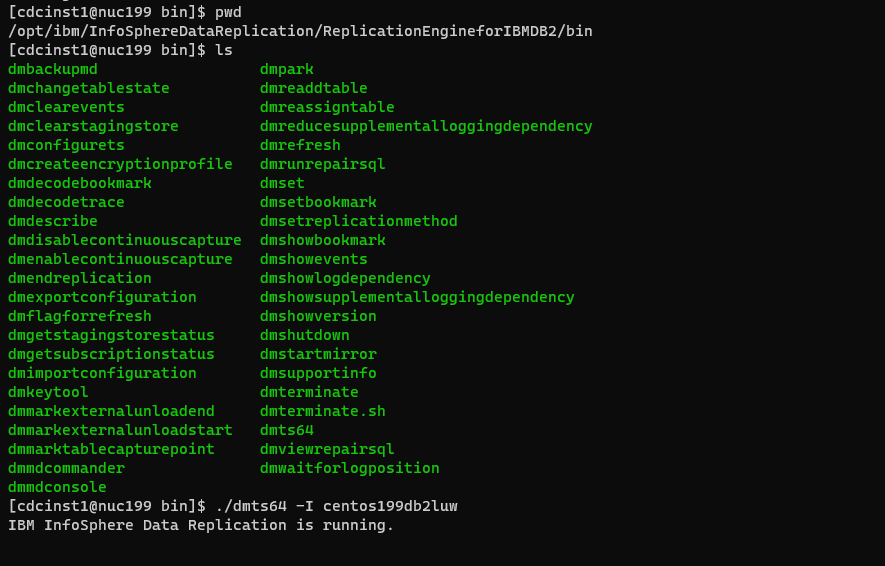 [cdcinst1@nuc199 bin]$ pwd
/opt/ibm/InfoSphereDataReplication/ReplicationEngineforIBMDB2/bin
[cdcinst1@nuc199 bin]$ ls
dmbackupmd                  dmpark
dmchangetablestate          dmreaddtable
dmclearevents               dmreassigntable
dmclearstagingstore         dmreducesupplementalloggingdependency
dmconfigurets               dmrefresh
dmcreateencryptionprofile   dmrunrepairsql
dmdecodebookmark            dmset
dmdecodetrace               dmsetbookmark
dmdescribe                  dmsetreplicationmethod
dmdisablecontinuouscapture  dmshowbookmark
dmenablecontinuouscapture   dmshowevents
dmendreplication            dmshowlogdependency
dmexportconfiguration       dmshowsupplementalloggingdependency
dmflagforrefresh            dmshowversion
dmgetstagingstorestatus     dmshutdown
dmgetsubscriptionstatus     dmstartmirror
dmimportconfiguration       dmsupportinfo
dmkeytool                   dmterminate
dmmarkexternalunloadend     dmterminate.sh
dmmarkexternalunloadstart   dmts64
dmmarktablecapturepoint     dmviewrepairsql
dmmdcommander               dmwaitforlogposition
dmmdconsole
[cdcinst1@nuc199 bin]$ ./dmts64 -I centos199db2luw
IBM InfoSphere Data Replication is running.